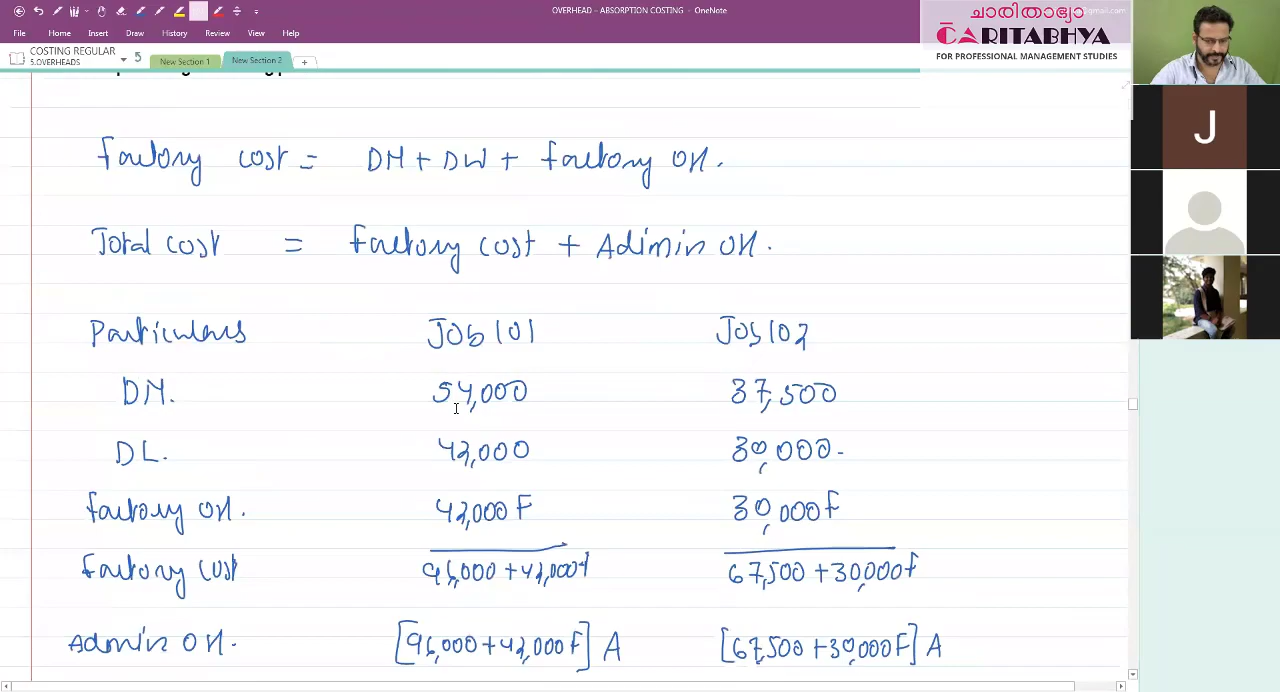 OVERHEAD – ABSORPTION COSTING - OneNote
File Home Insert Draw History Review View Help
COSTING REGULAR
5.OVERHEADS
5 New Section 1 New Section 2 +
ചാരിതാഭ്യാ
CARITABHYA
FOR PROFESSIONAL MANAGEMENT STUDIES
Factory cost = DM + DW + factory OH.
Total cost = factory cost + Admin OH.
Particulars Job 101 Job 102
DM. 54,000 37,500
DL. 42,000 30,000
Factory OH. 42,000 F 30,000 F
Factory cost 96,000 + 42,000 F 67,500 + 30,000 F
Admin OH. [96,000 + 42,000 F] A [67,500 + 30,000 F] A
J